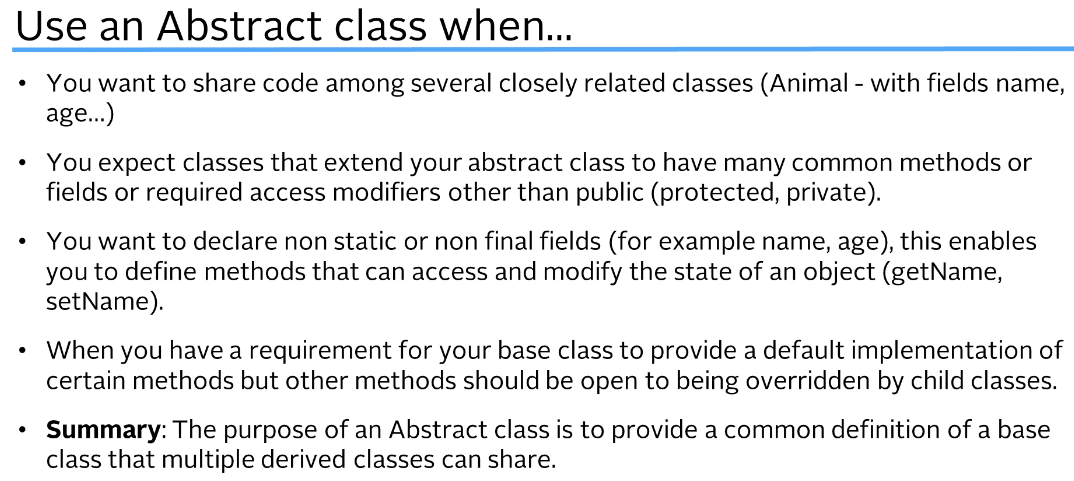 Use an Abstract class when...
• You want to share code among several closely related classes (Animal - with fields name,
age...)
• You expect classes that extend your abstract class to have many common methods or
fields or required access modifiers other than public (protected, private).
• You want to declare non static or non final fields (for example name, age), this enables
you to define methods that can access and modify the state of an object (getName,
setName).
• When you have a requirement for your base class to provide a default implementation of
certain methods but other methods should be open to being overridden by child classes.
• Summary: The purpose of an Abstract class is to provide a common definition of a base
class that multiple derived classes can share.